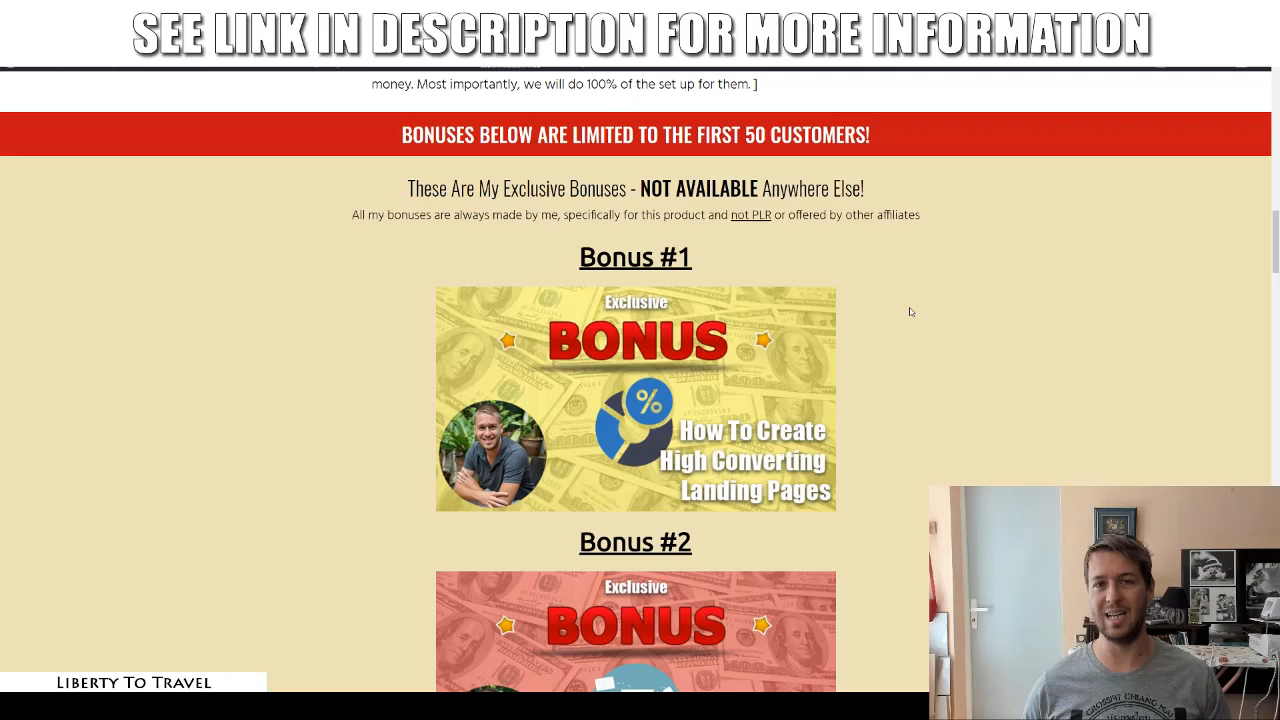 SEE LINK IN DESCRIPTION FOR MORE INFORMATION
money. Most importantly, we will do 100% of the set up for them. ]
BONUSES BELOW ARE LIMITED TO THE FIRST 50 CUSTOMERS!
These Are My Exclusive Bonuses - NOT AVAILABLE Anywhere Else!
All my bonuses are always made by me, specifically for this product and not PLR or offered by other affiliates
Bonus #1
Exclusive
BONUS
%
How To Create
High Converting
Landing Pages
Bonus #2
Exclusive
BONUS
LIBERTY TO TRAVEL
CROSSFIT CHIANG MAI